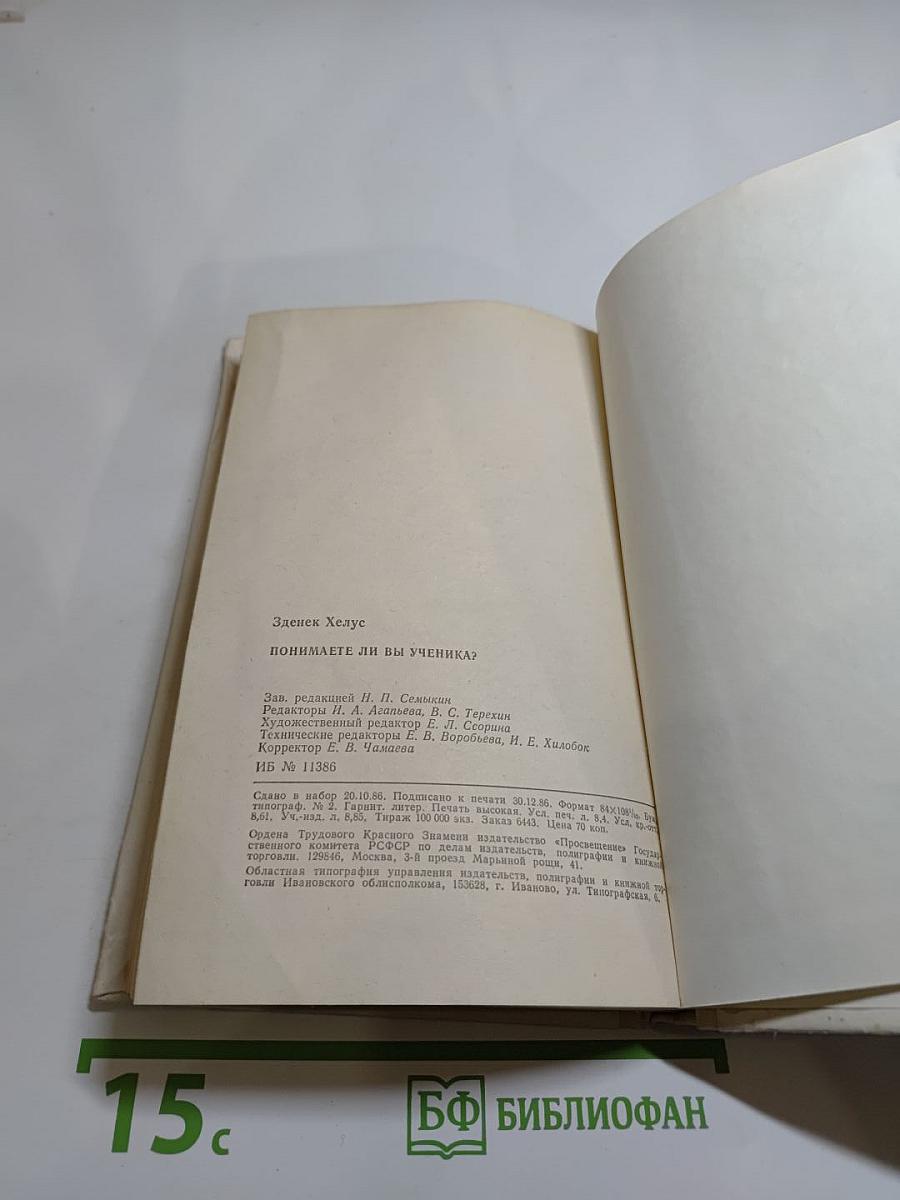 Зденек Хелус
ПОНИМАЕТЕ ЛИ ВЫ УЧЕНИКА?
Зав. редакцией Н. П. Семыкин
Редакторы И. А. Агапьева, В. С. Терехин
Художественный редактор Е. Л. Ссорина
Технические редакторы Е. В. Воробьева, И. Е. Хилобок
Корректор Е. В. Чамаева
ИБ № 11386
Сдано в набор 20.10.86. Подписано к печати 30.12.86. Формат 84×108¹/₃₂. Бум.
типограф. № 2. Гарнит. литер. Печать высокая. Усл. печ. л. 8,4. Усл. кр.-отт.
8,61. Уч.-изд. л. 8,85. Тираж 100 000 экз. Заказ 6443. Цена 70 коп.
Ордена Трудового Красного Знамени издательство «Просвещение» Государ-
ственного комитета РСФСР по делам издательств, полиграфии и книжной
торговли. 129846, Москва, 3-й проезд Марьиной рощи, 41.
Областная типография управления издательств, полиграфии и книжной тор-
говли Ивановского облисполкома, 153628, г. Иваново, ул. Типографская, 6.
15 с
БФ БИБЛИОФАН